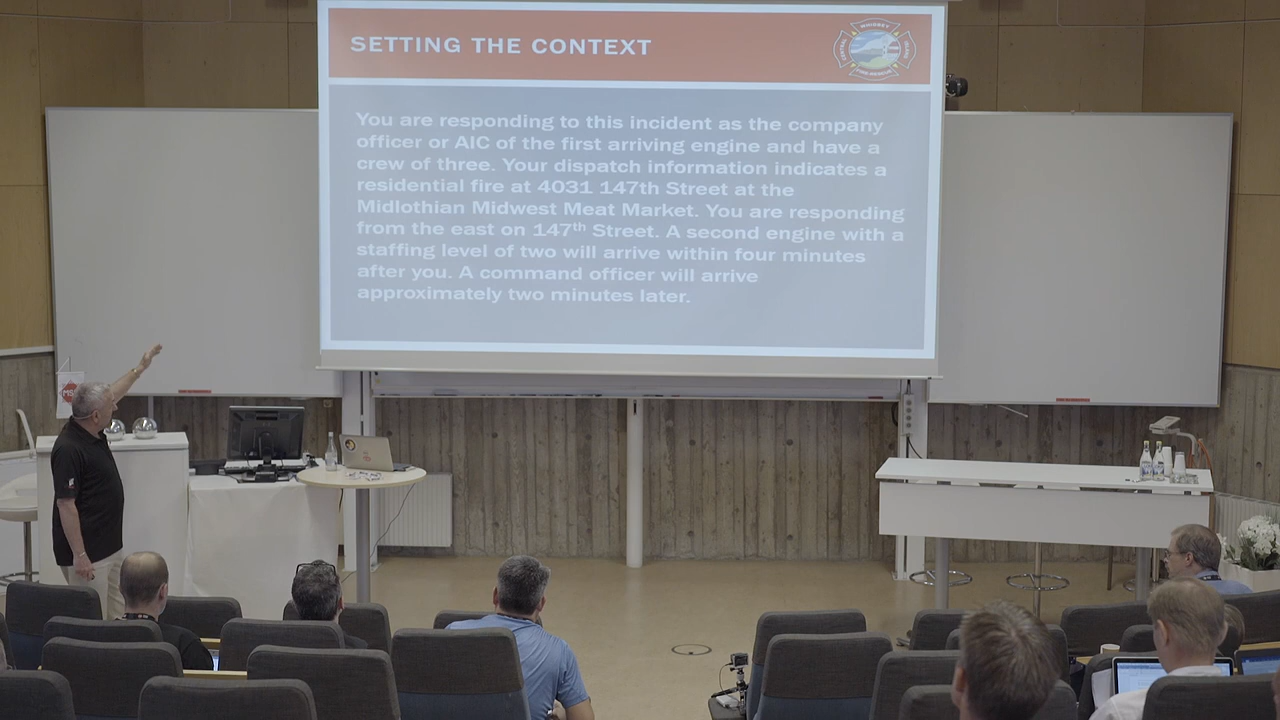 SETTING THE CONTEXT
WHIDBEY
FIRE-RESCUE
You are responding to this incident as the company
officer or AIC of the first arriving engine and have a
crew of three. Your dispatch information indicates a
residential fire at 4031 147th Street at the
Midlothian Midwest Meat Market. You are responding
from the east on 147th Street. A second engine with a
staffing level of two will arrive within four minutes
after you. A command officer will arrive
approximately two minutes later.